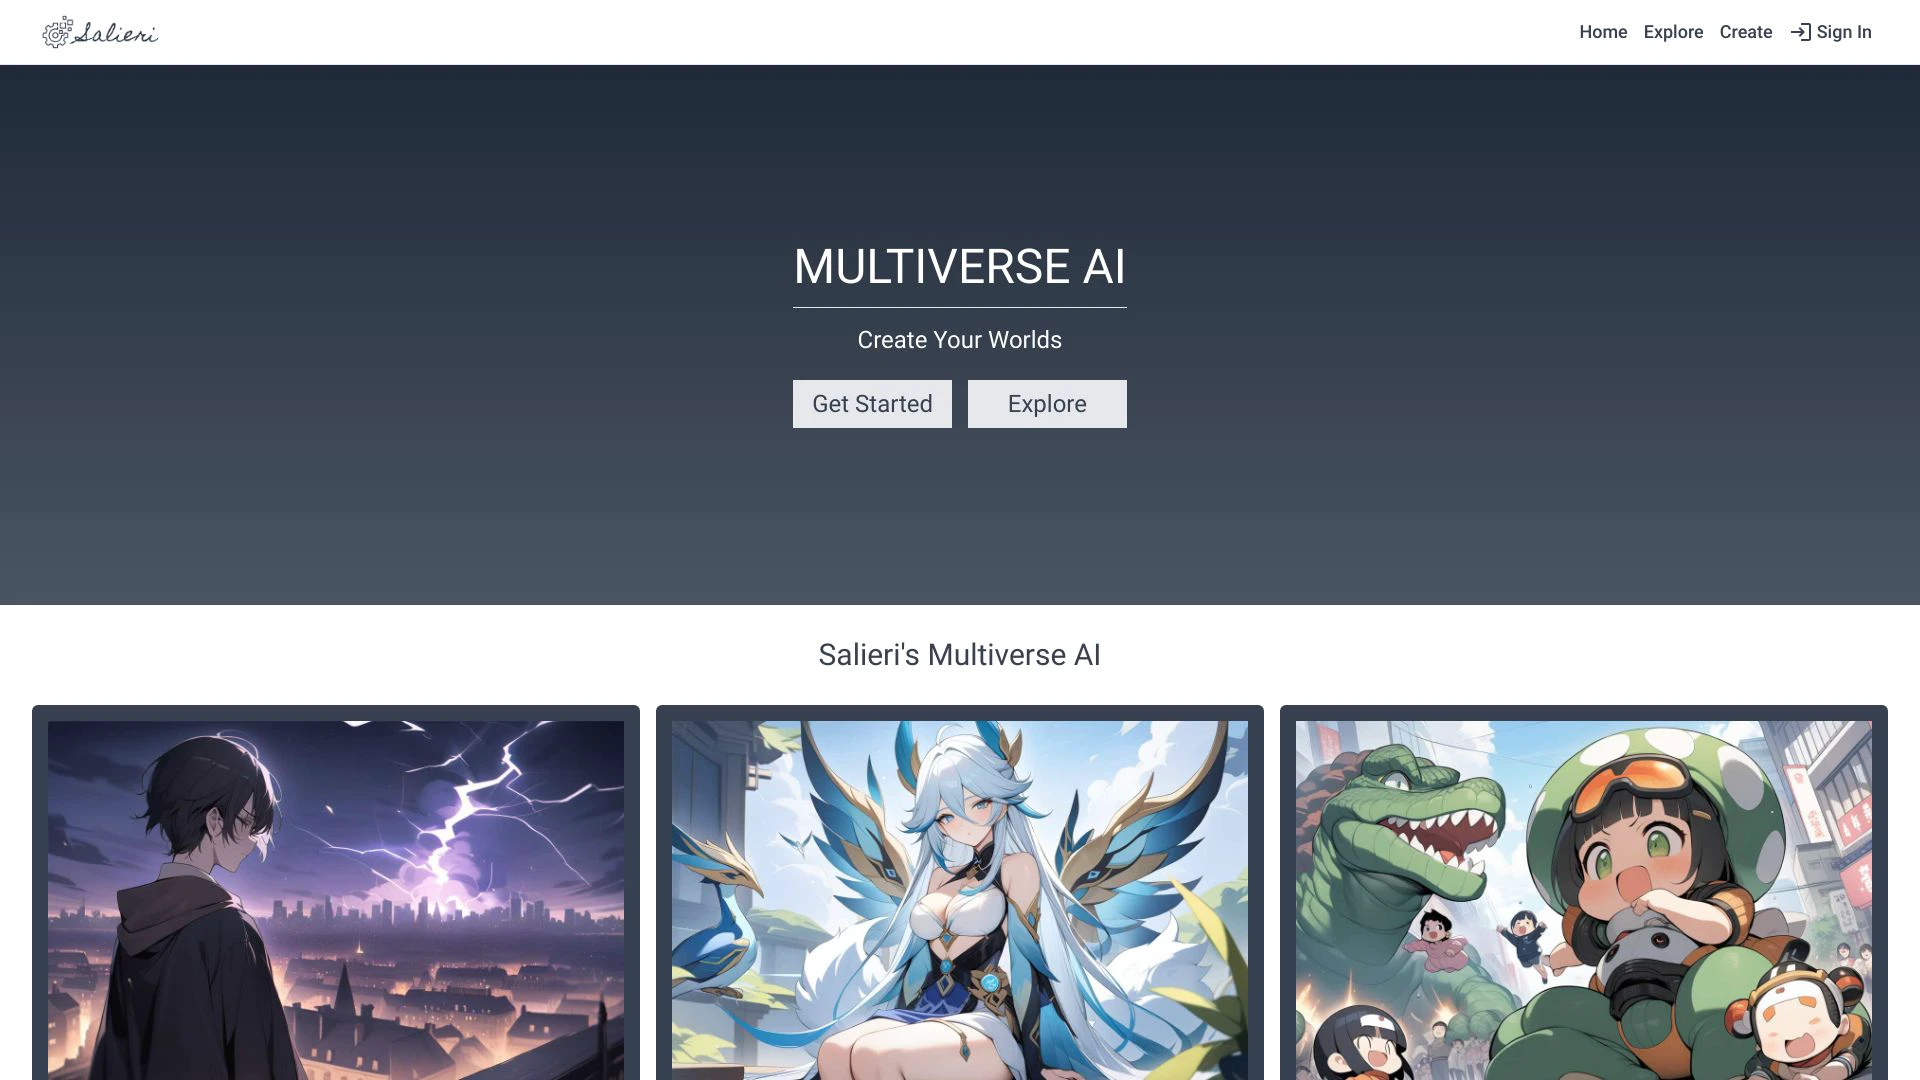 Salieri
Home Explore Create Sign In
MULTIVERSE AI
Create Your Worlds
Get Started Explore
Salieri's Multiverse AI